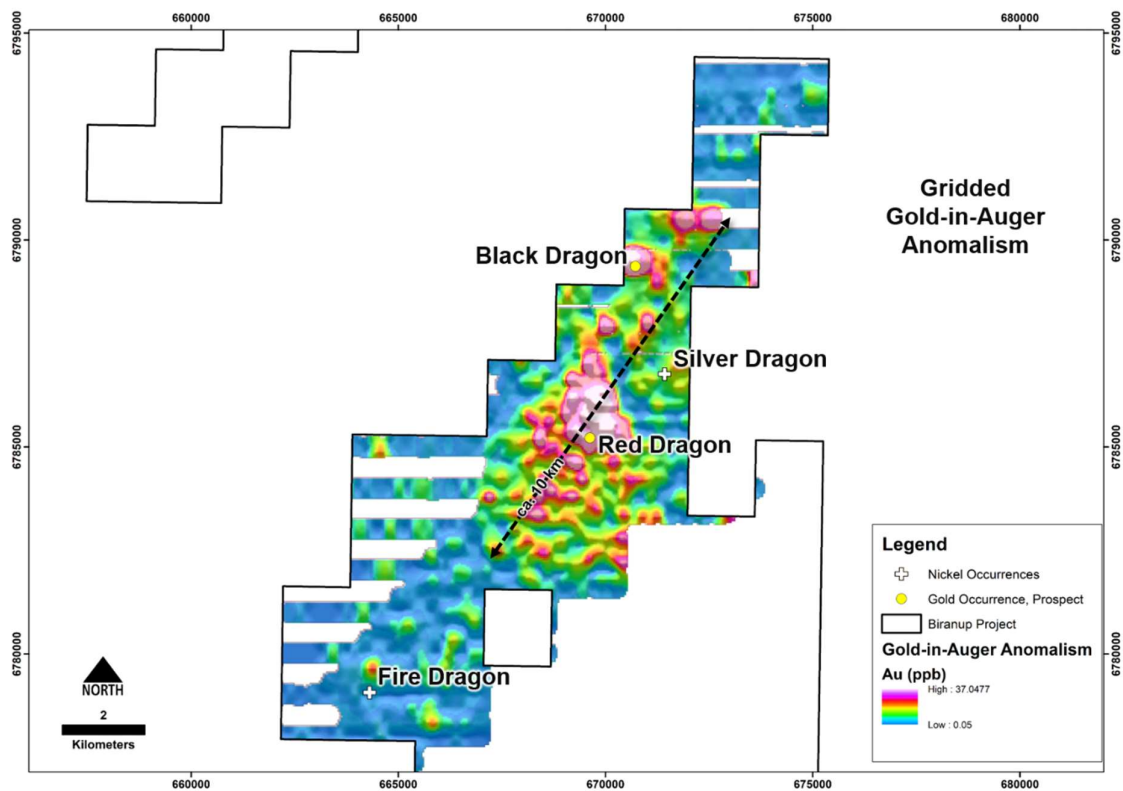 660000 665000 670000 675000 680000
6795000 6795000
Gridded
Gold-in-Auger
Anomalism
6790000 6790000
Black Dragon
Silver Dragon
6785000 6785000
Red Dragon
ca. 10 km
Legend
Nickel Occurrences
Gold Occurrence, Prospect
Biranup Project
Gold-in-Auger Anomalism
Au (ppb)
High : 37.0477
Low : 0.05
6780000 6780000
Fire Dragon
NORTH
2
Kilometers
660000 665000 670000 675000 680000